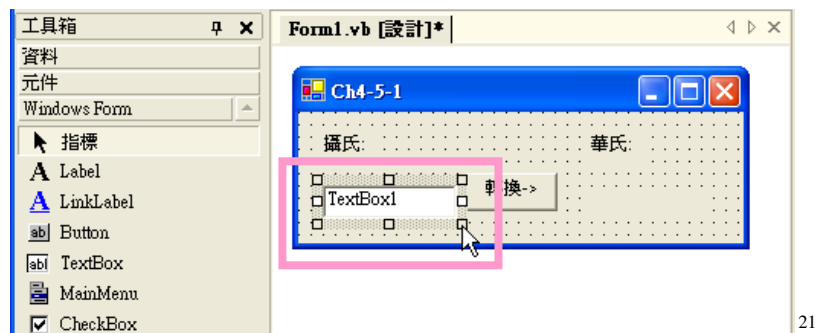 工具箱
資料
元件
Windows Form
指標
Label
LinkLabel
Button
TextBox
MainMenu
CheckBox
Form1.vb [設計]*
Ch4-5-1
攝氏:
華氏:
TextBox1
轉換->
21